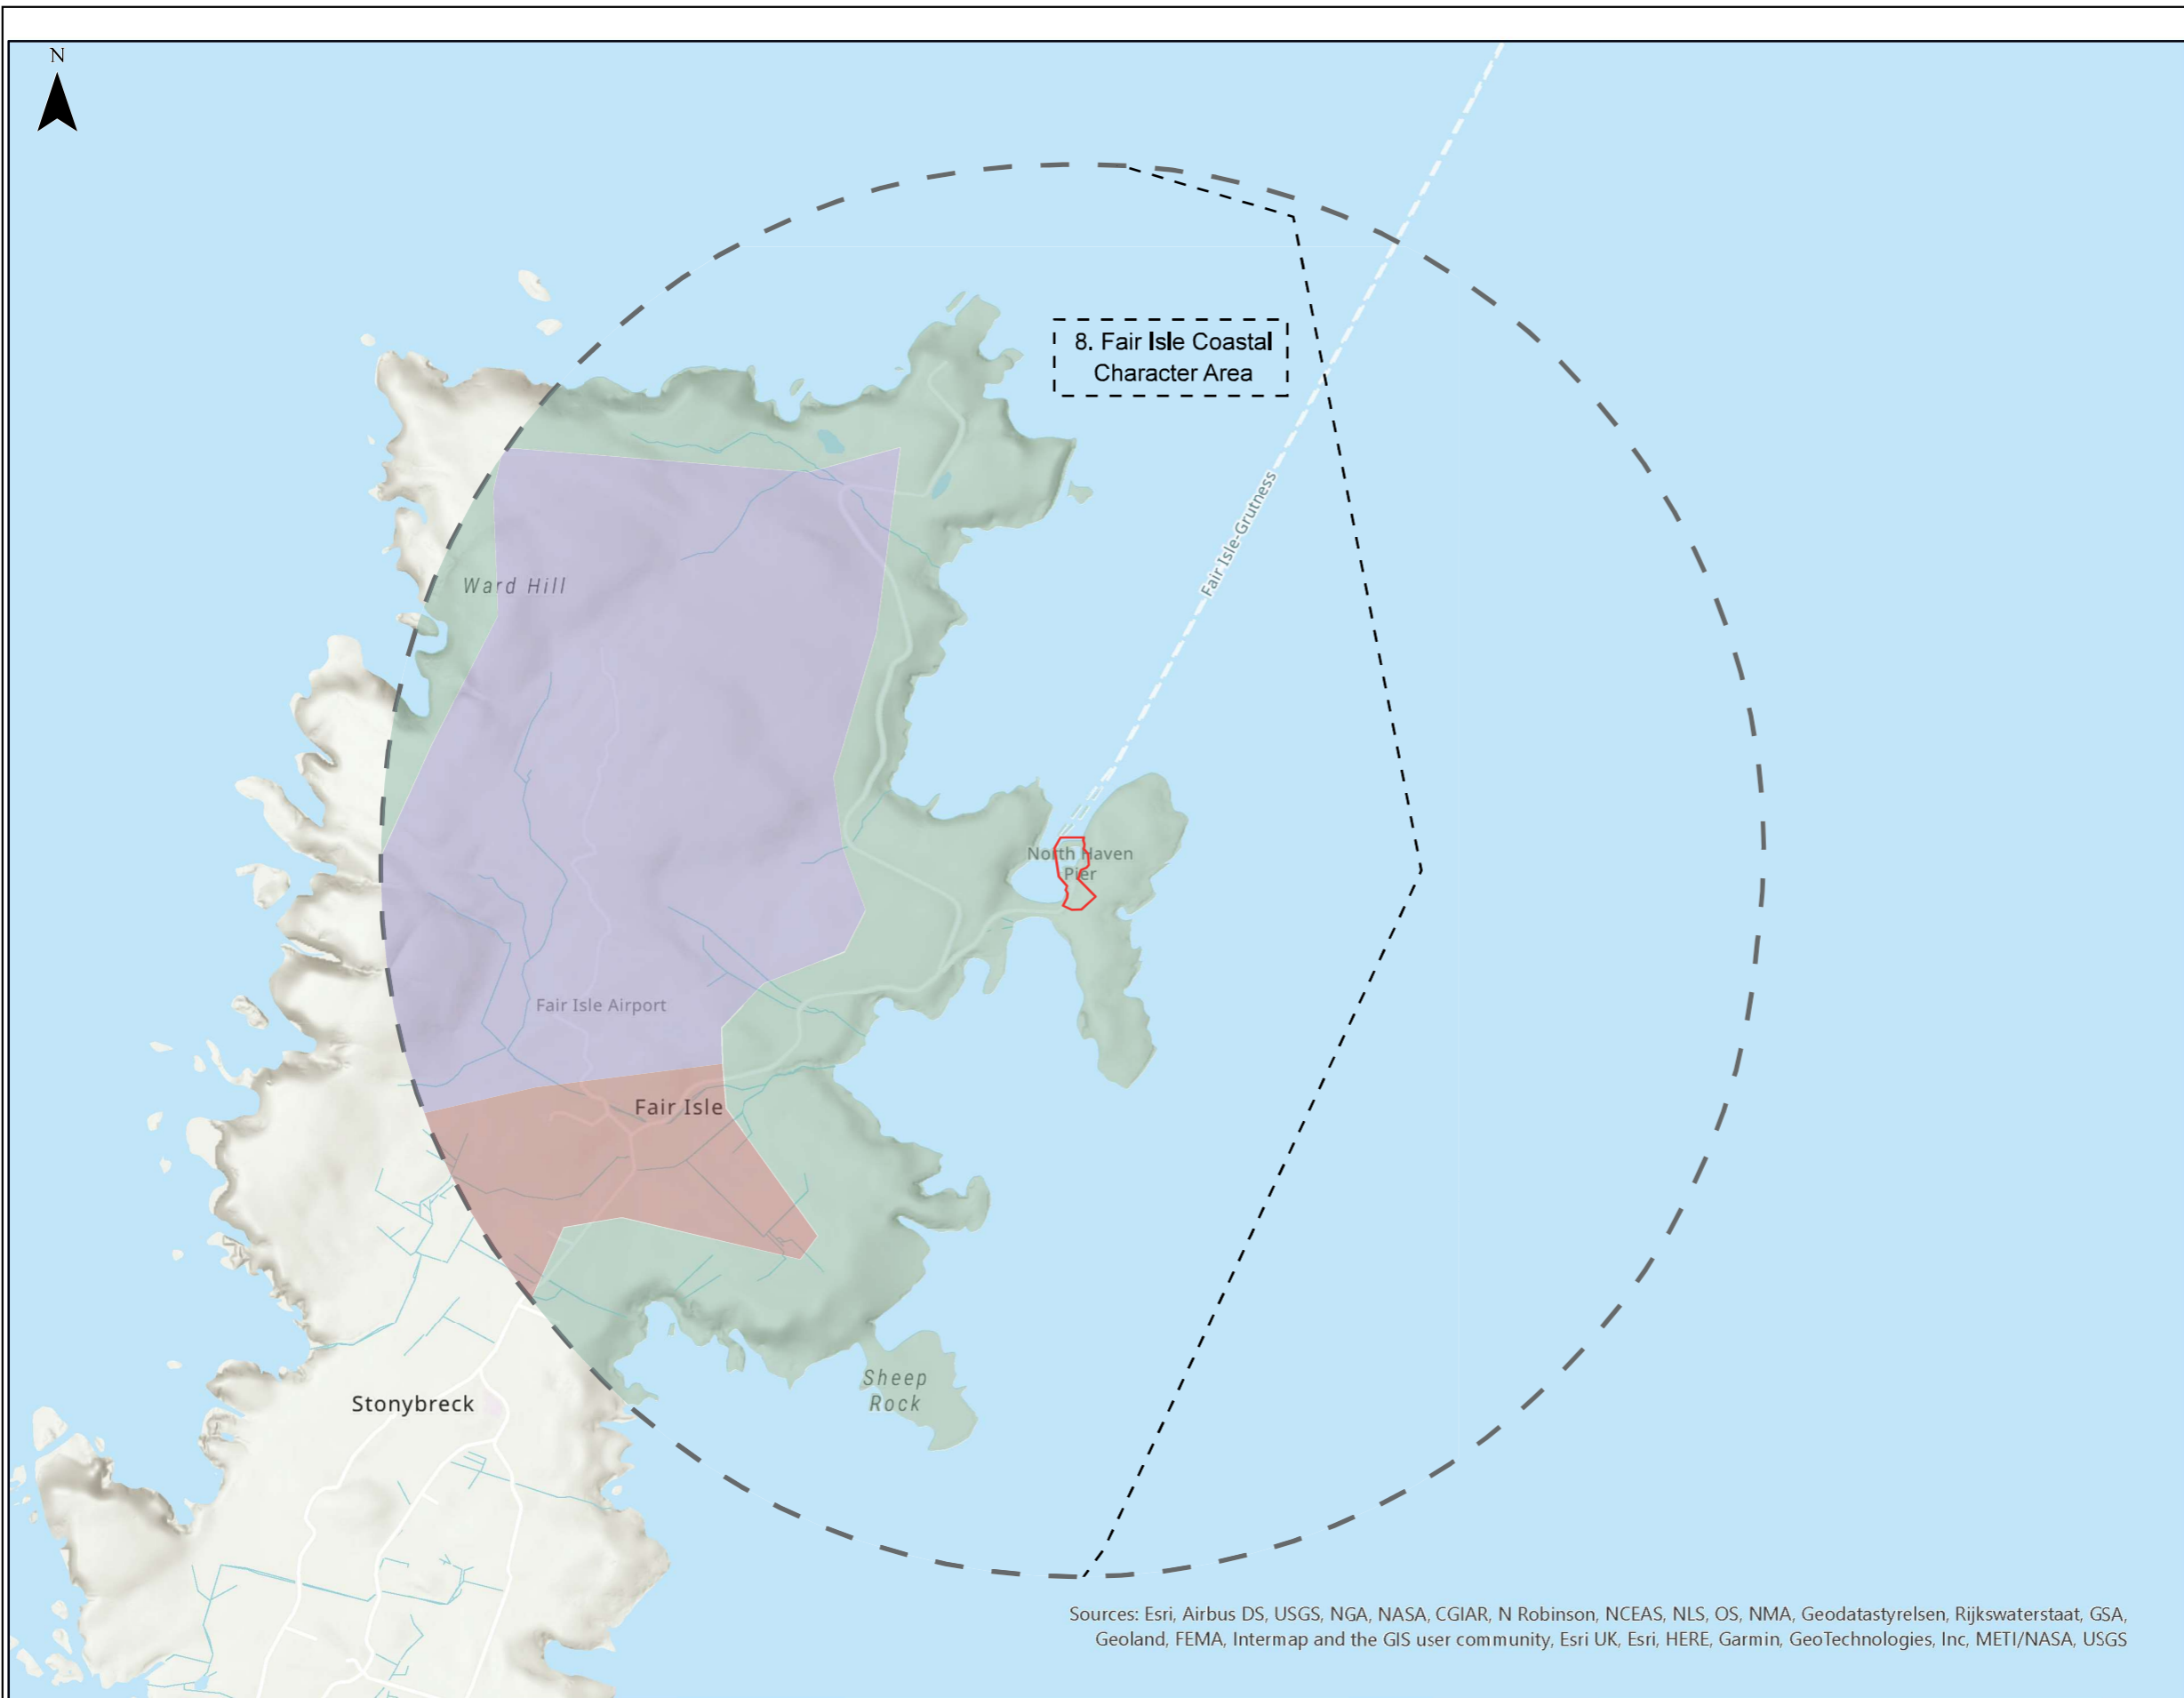 N
8. Fair Isle Coastal
Character Area
Fair Isle-Grutness
Ward Hill
North Haven
Pier
Fair Isle Airport
Fair Isle
Sheep
Rock
Stonybreck
Sources: Esri, Airbus DS, USGS, NGA, NASA, CGIAR, N Robinson, NCEAS, NLS, OS, NMA, Geodatastyrelsen, Rijkswaterstaat, GSA,
Geoland, FEMA, Intermap and the GIS user community, Esri UK, Esri, HERE, Garmin, GeoTechnologies, Inc, METI/NASA, USGS